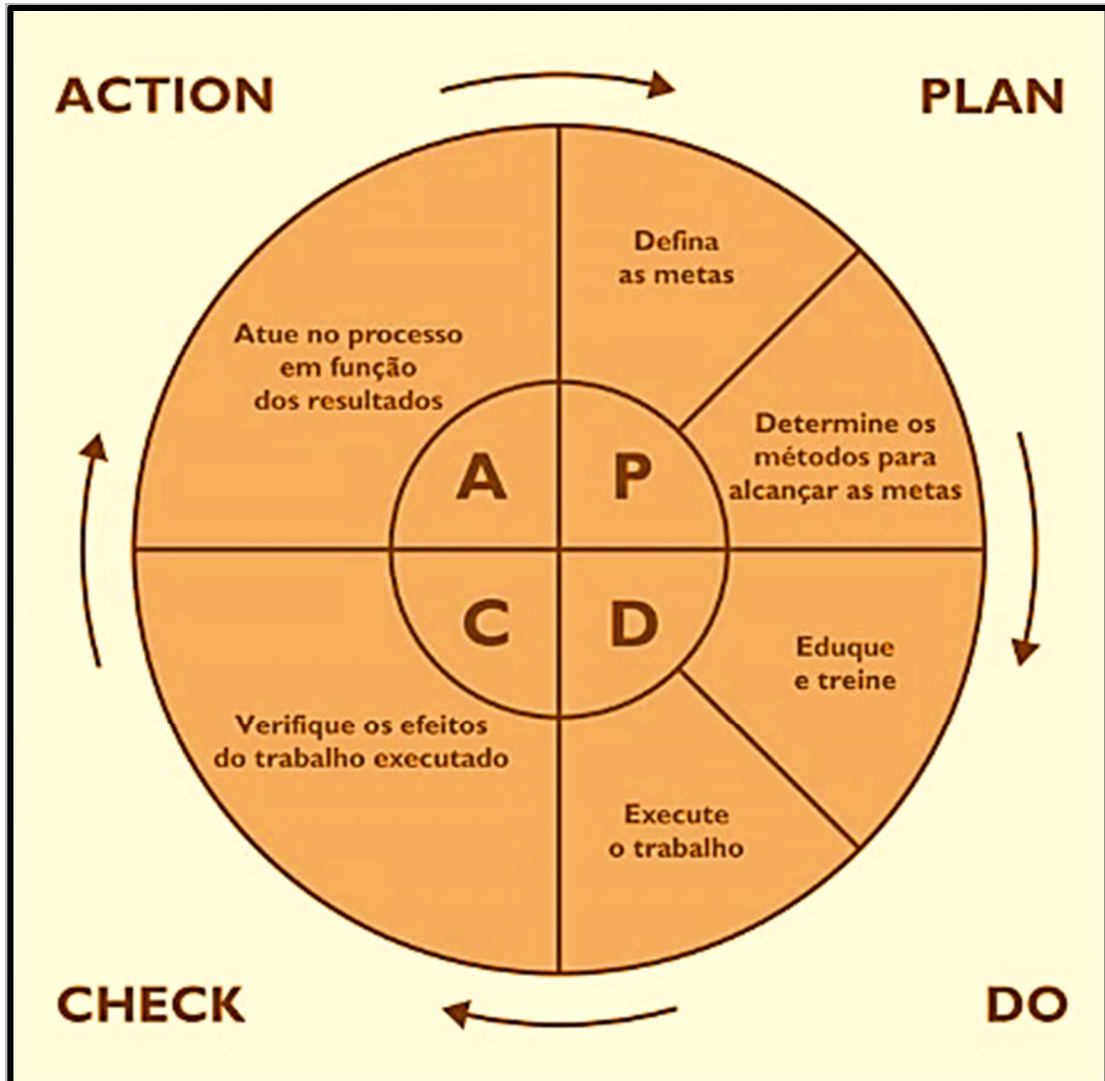 ACTION
PLAN
Defina
as metas
Atue no processo
em função
dos resultados
Determine os
métodos para
alcançar as metas
A
P
C
D
Eduque
e treine
Verifique os efeitos
do trabalho executado
Execute
o trabalho
CHECK
DO